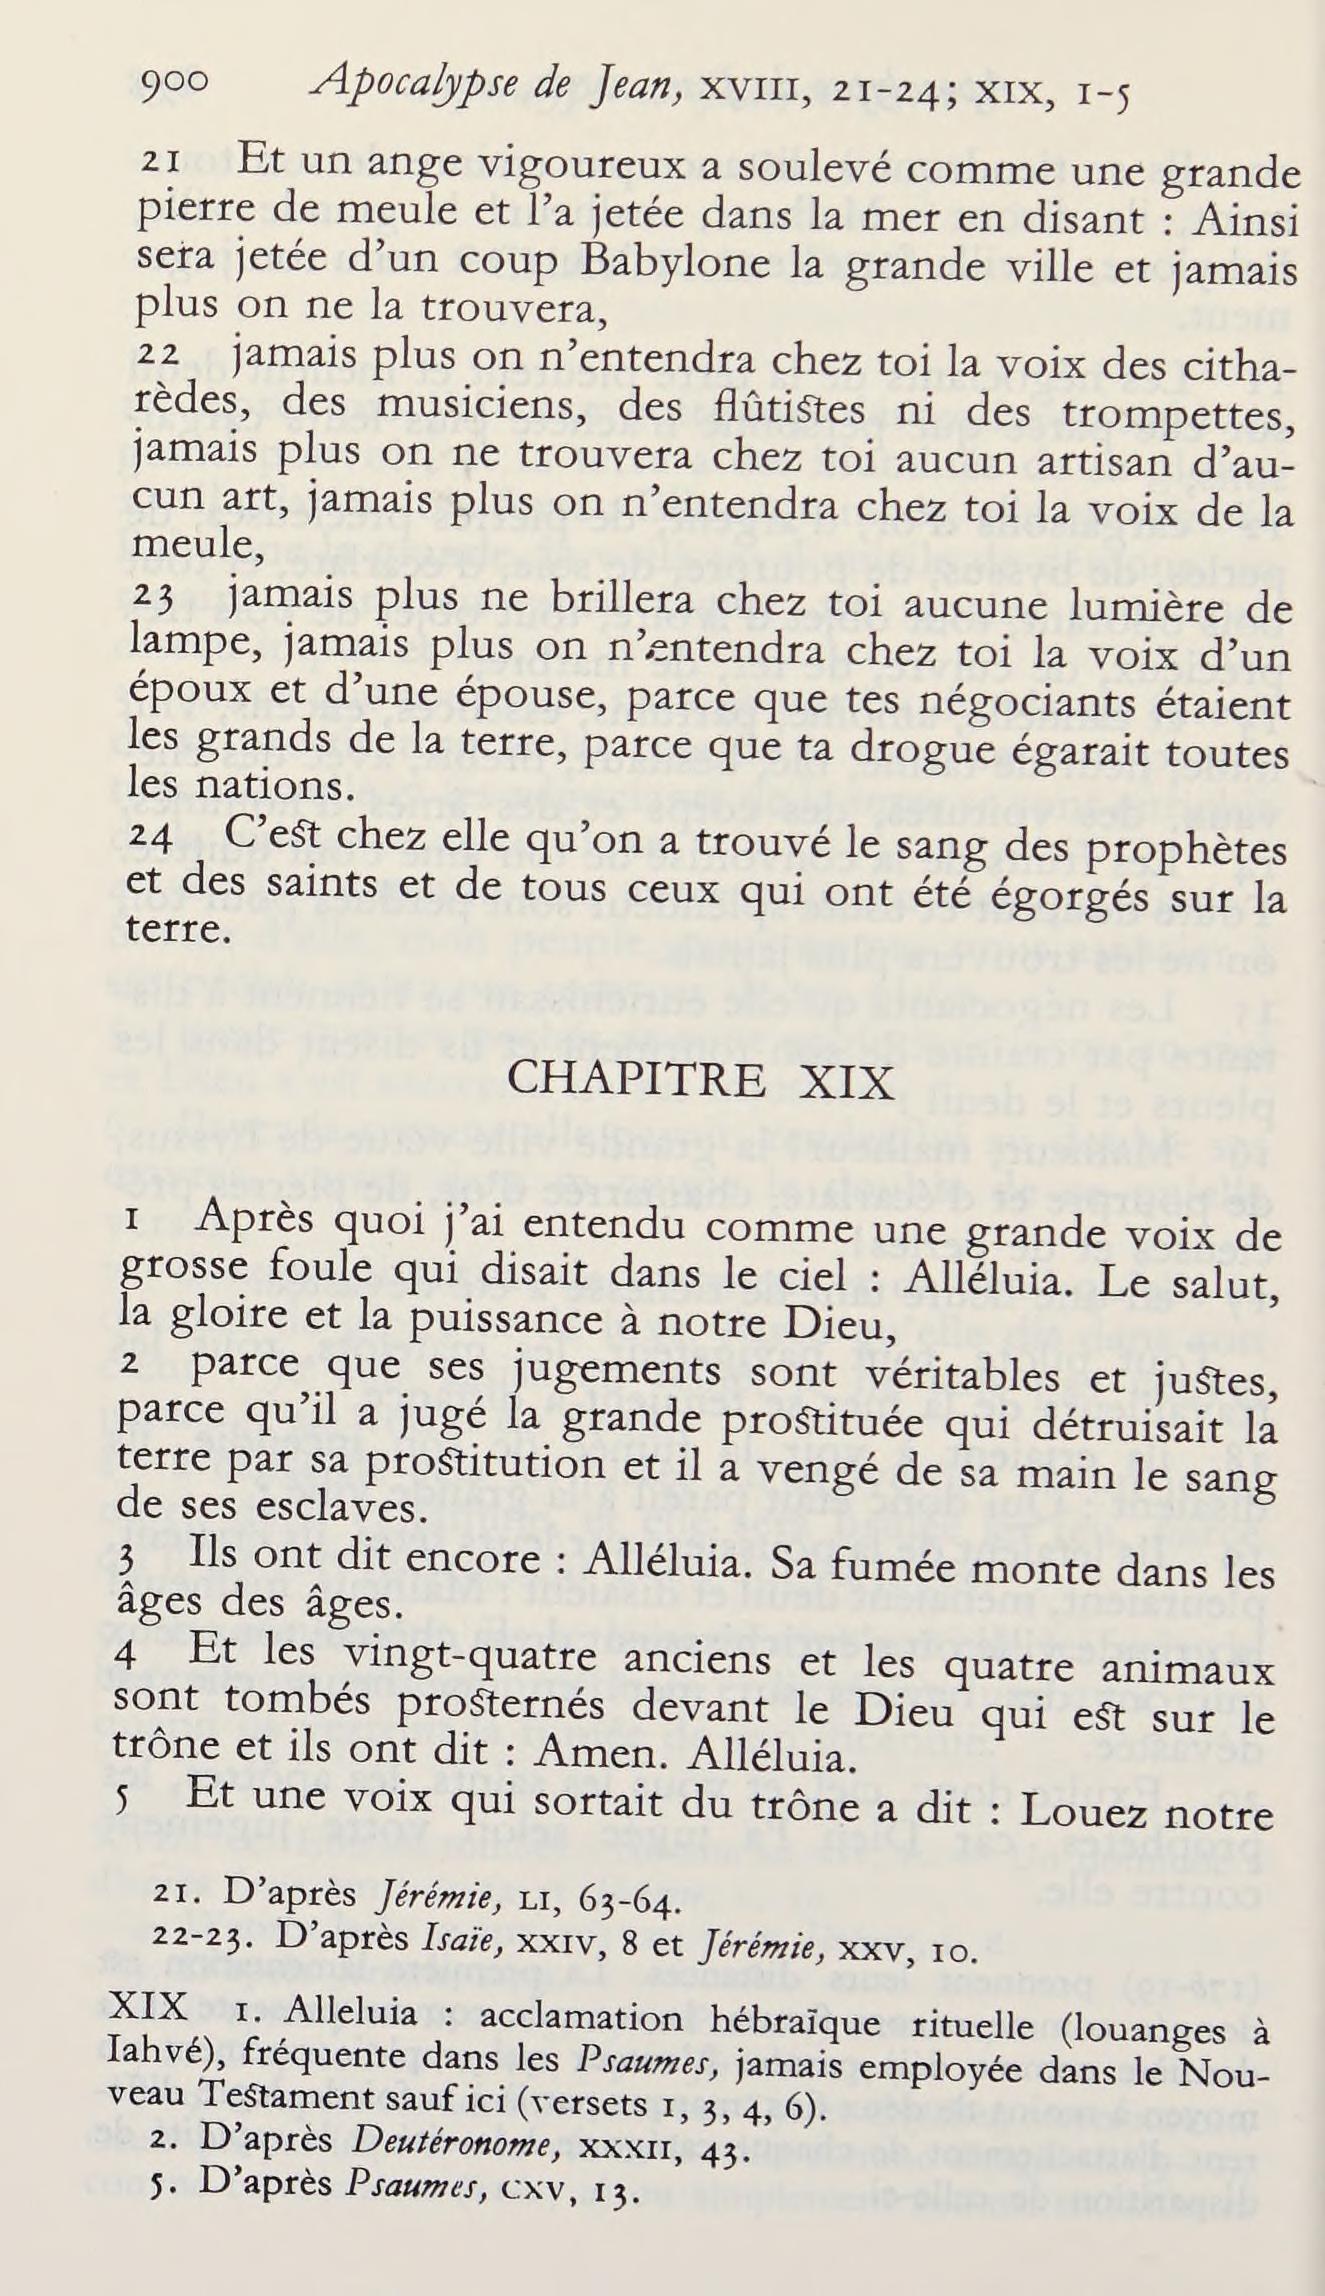 900 Apocalypse de Jean, XVIII, 21-24; XIX, 1-5
21 Et un ange vigoureux a soulevé comme une grande
pierre de meule et l'a jetée dans la mer en disant : Ainsi
sera jetée d'un coup Babylone la grande ville et jamais
plus on ne la trouvera,
22 jamais plus on n'entendra chez toi la voix des citha-
rèdes, des musiciens, des flûtistes ni des trompettes,
jamais plus on ne trouvera chez toi aucun artisan d'au-
cun art, jamais plus on n'entendra chez toi la voix de la
meule,
23 jamais plus ne brillera chez toi aucune lumière de
lampe, jamais plus on n'entendra chez toi la voix d'un
époux et d'une épouse, parce que tes négociants étaient
les grands de la terre, parce que ta drogue égarait toutes
les nations.
24 C'est chez elle qu'on a trouvé le sang des prophètes
et des saints et de tous ceux qui ont été égorgés sur la
terre.
CHAPITRE XIX
1 Après quoi j'ai entendu comme une grande voix de
grosse foule qui disait dans le ciel : Alléluia. Le salut,
la gloire et la puissance à notre Dieu,
2 parce que ses jugements sont véritables et justes,
parce qu'il a jugé la grande prostituée qui détruisait la
terre par sa prostitution et il a vengé de sa main le sang
de ses esclaves.
3 Ils ont dit encore : Alléluia. Sa fumée monte dans les
âges des âges.
4 Et les vingt-quatre anciens et les quatre animaux
sont tombés prosternés devant le Dieu qui est sur le
trône et ils ont dit : Amen. Alléluia.
5 Et une voix qui sortait du trône a dit : Louez notre
21. D'après Jérémie, LI, 63-64.
22-23. D'après Isaïe, XXIV, 8 et Jérémie, XXV, 10.
XIX 1. Alleluia : acclamation hébraïque rituelle (louanges à
Iahvé), fréquente dans les Psaumes, jamais employée dans le Nou-
veau Testament sauf ici (versets 1, 3, 4, 6).
2. D'après Deutéronome, XXXII, 43.
5. D'après Psaumes, CXV, 13.